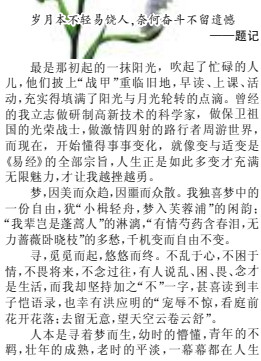 岁月本不轻易饶人,奈何奋斗不留遗憾
——题记
最是那初起的一抹阳光，吹起了忙碌的人
儿，他们披上“战甲”重临旧地，早读、上课、活
动，充实得填满了阳光与月光轮转的点滴。曾经
的我立志做研制高新技术的科学家，做保卫祖
国的光荣战士，做激情四射的路行者周游世界，
而现在，开始懂得事事变化，就像变与适变是
《易经》的全部宗旨，人生正是如此多变才充满
无限魅力，才让我越挫越勇。
梦，因美而众趋，因噩而众散。我独喜梦中的
一份自由，犹“小楫轻舟，梦入芙蓉浦”的闲韵；
“我辈岂是蓬蒿人”的淋漓，“有情芍药含春泪，无
力蔷薇卧晓枝”的多愁，千机变而自由不变。
寻，觅觅而起，悠悠而终。不乱于心，不困于
情，不畏将来，不念过往，有人说乱、困、畏、念才
是生活，而我却坚持加之“不”一字，甚喜读到丰
子恺语录，也幸有洪应明的“宠辱不惊，看庭前
花开花落；去留无意，望天空云卷云舒”。
人本是寻着梦而生，幼时的懵懂，青年的不
羁，壮年的成熟，老时的平淡，一幕幕都在人生